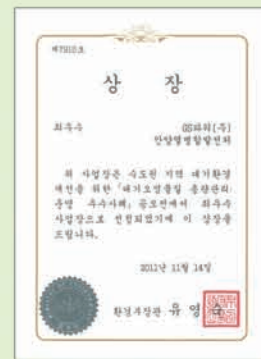 상 장
최우수
GS파워(주)
안양열병합발전처
위 사업장은 수도권 지역 대기환경
개선을 위한 「대기오염물질 총량관리
운영 우수사례」 공모전에서 최우수
사업장으로 선정되었기에 이 상장을
드립니다.
2011년 11월 14일
환경부장관 유 영 숙